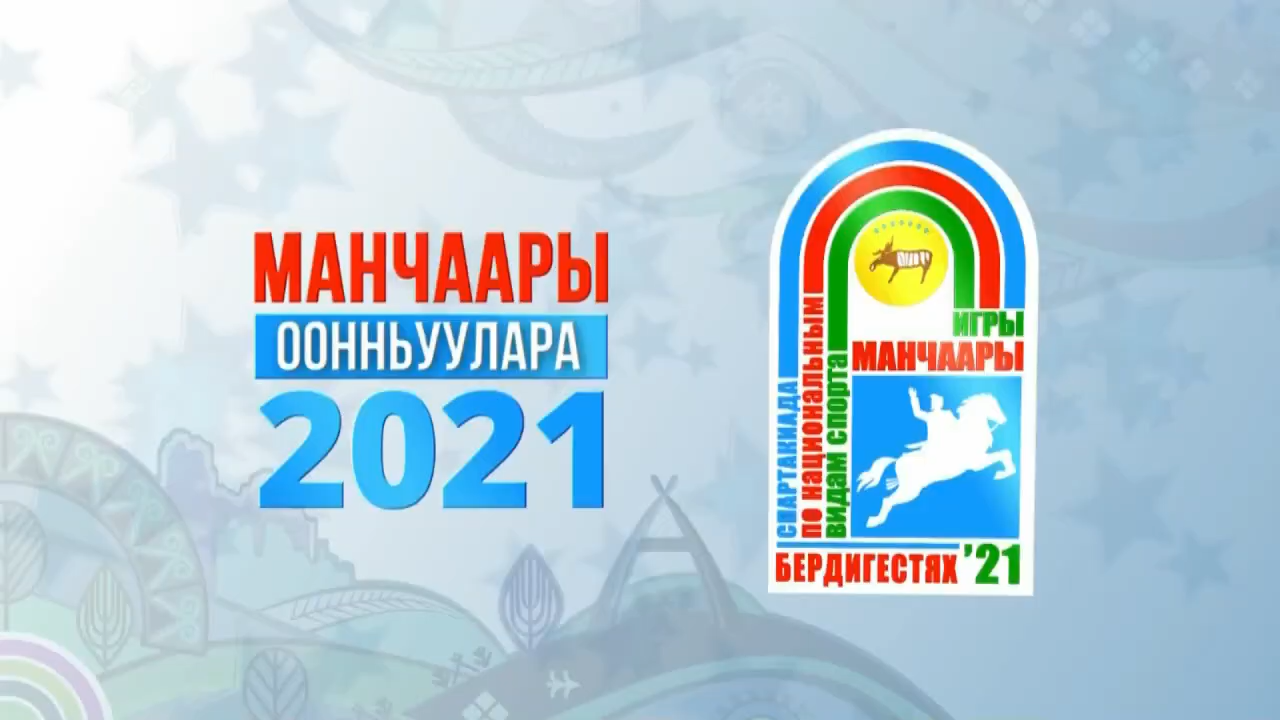 МАНЧААРЫ
ООННЬУУЛАРА
2021
СПАРТАКИАДА
ПО НАЦИОНАЛЬНЫМ
ВИДАМ СПОРТА
ИГРЫ
МАНЧААРЫ
БЕРДИГЕСТЯХ '21